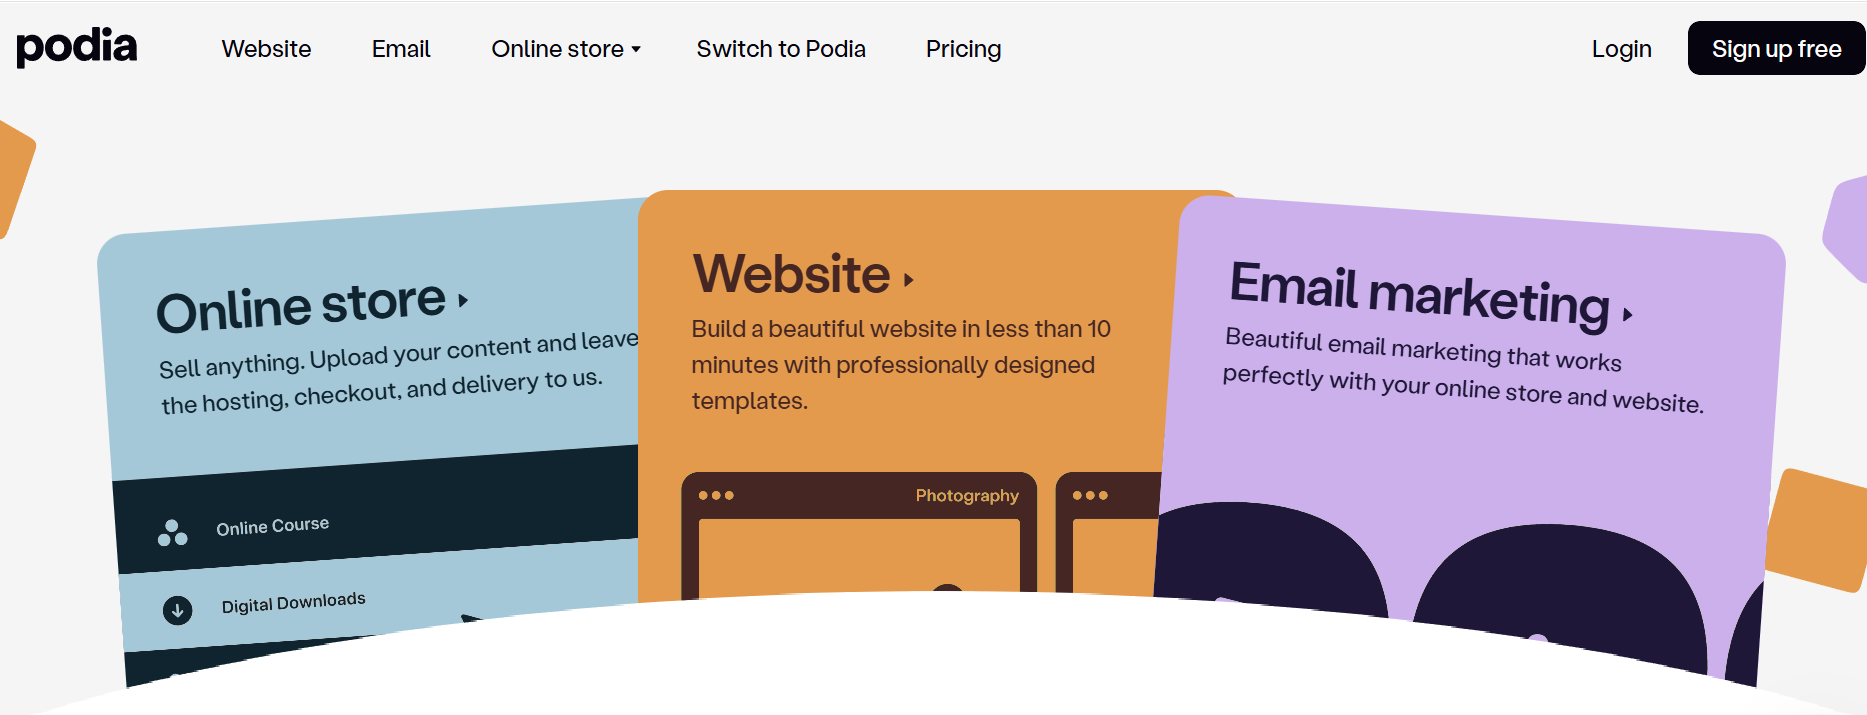 podia
Website
Email
Online store
Switch to Podia
Pricing
Login
Sign up free
Online store
Sell anything. Upload your content and leave
the hosting, checkout, and delivery to us.
Online Course
Digital Downloads
Website
Build a beautiful website in less than 10
minutes with professionally designed
templates.
Photography
Email marketing
Beautiful email marketing that works
perfectly with your online store and website.